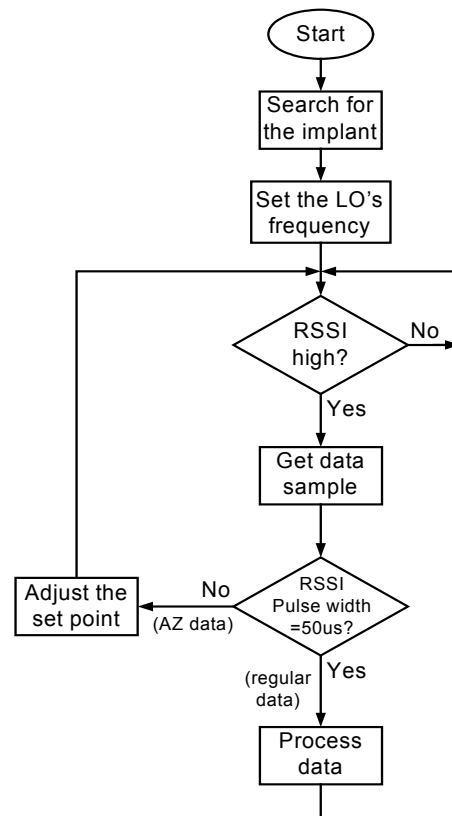 Start
Search for
the implant
Set the LO's
frequency
RSSI
high?
No
Yes
Get data
sample
RSSI
Pulse width
=50us?
No
(AZ data)
Adjust the
set point
Yes
(regular
data)
Process
data